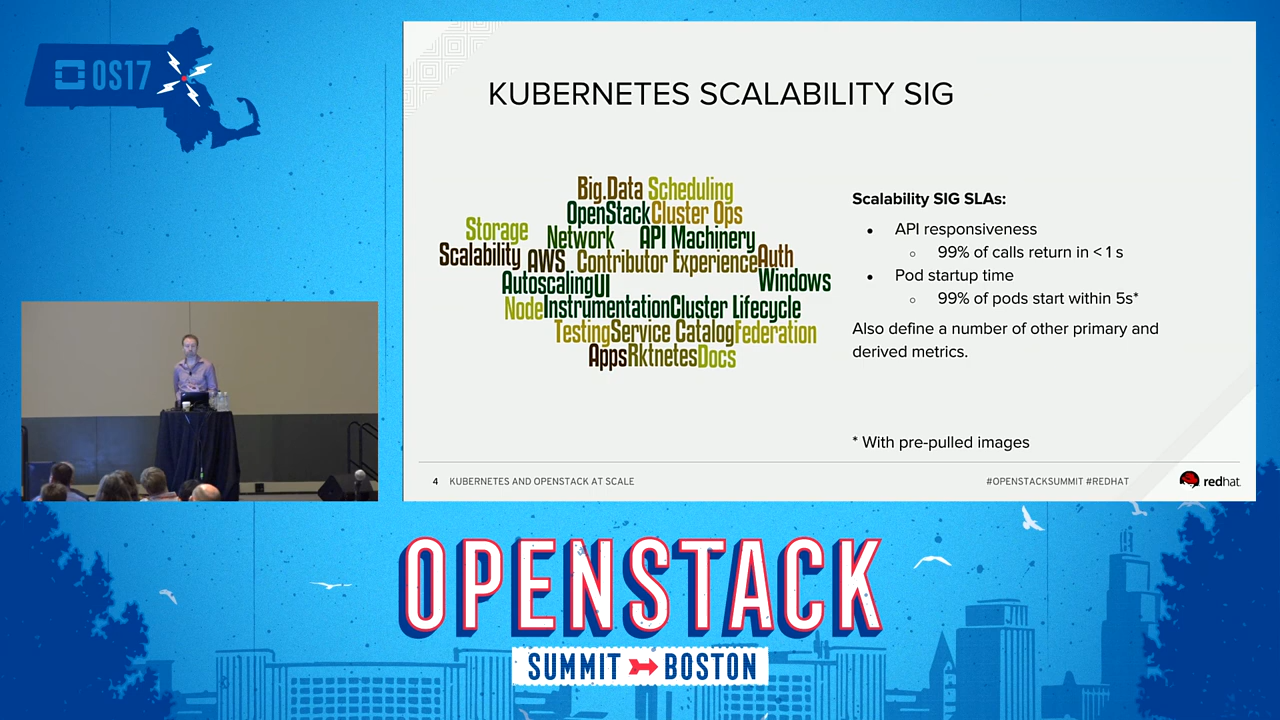 OS17
KUBERNETES SCALABILITY SIG
Big Data Scheduling
OpenStack Cluster Ops
Storage
Network API Machinery
Scalability AWS Contributor Experience Auth
Autoscaling UI Windows
Node Instrumentation Cluster Lifecycle
Testing Service Catalog Federation
Apps Rktnetes Docs
Scalability SIG SLAs:
• API responsiveness
○ 99% of calls return in < 1 s
• Pod startup time
○ 99% of pods start within 5s*
Also define a number of other primary and
derived metrics.
* With pre-pulled images
4 KUBERNETES AND OPENSTACK AT SCALE #OPENSTACKSUMMIT #REDHAT redhat.
OPENSTACK
SUMMIT BOSTON